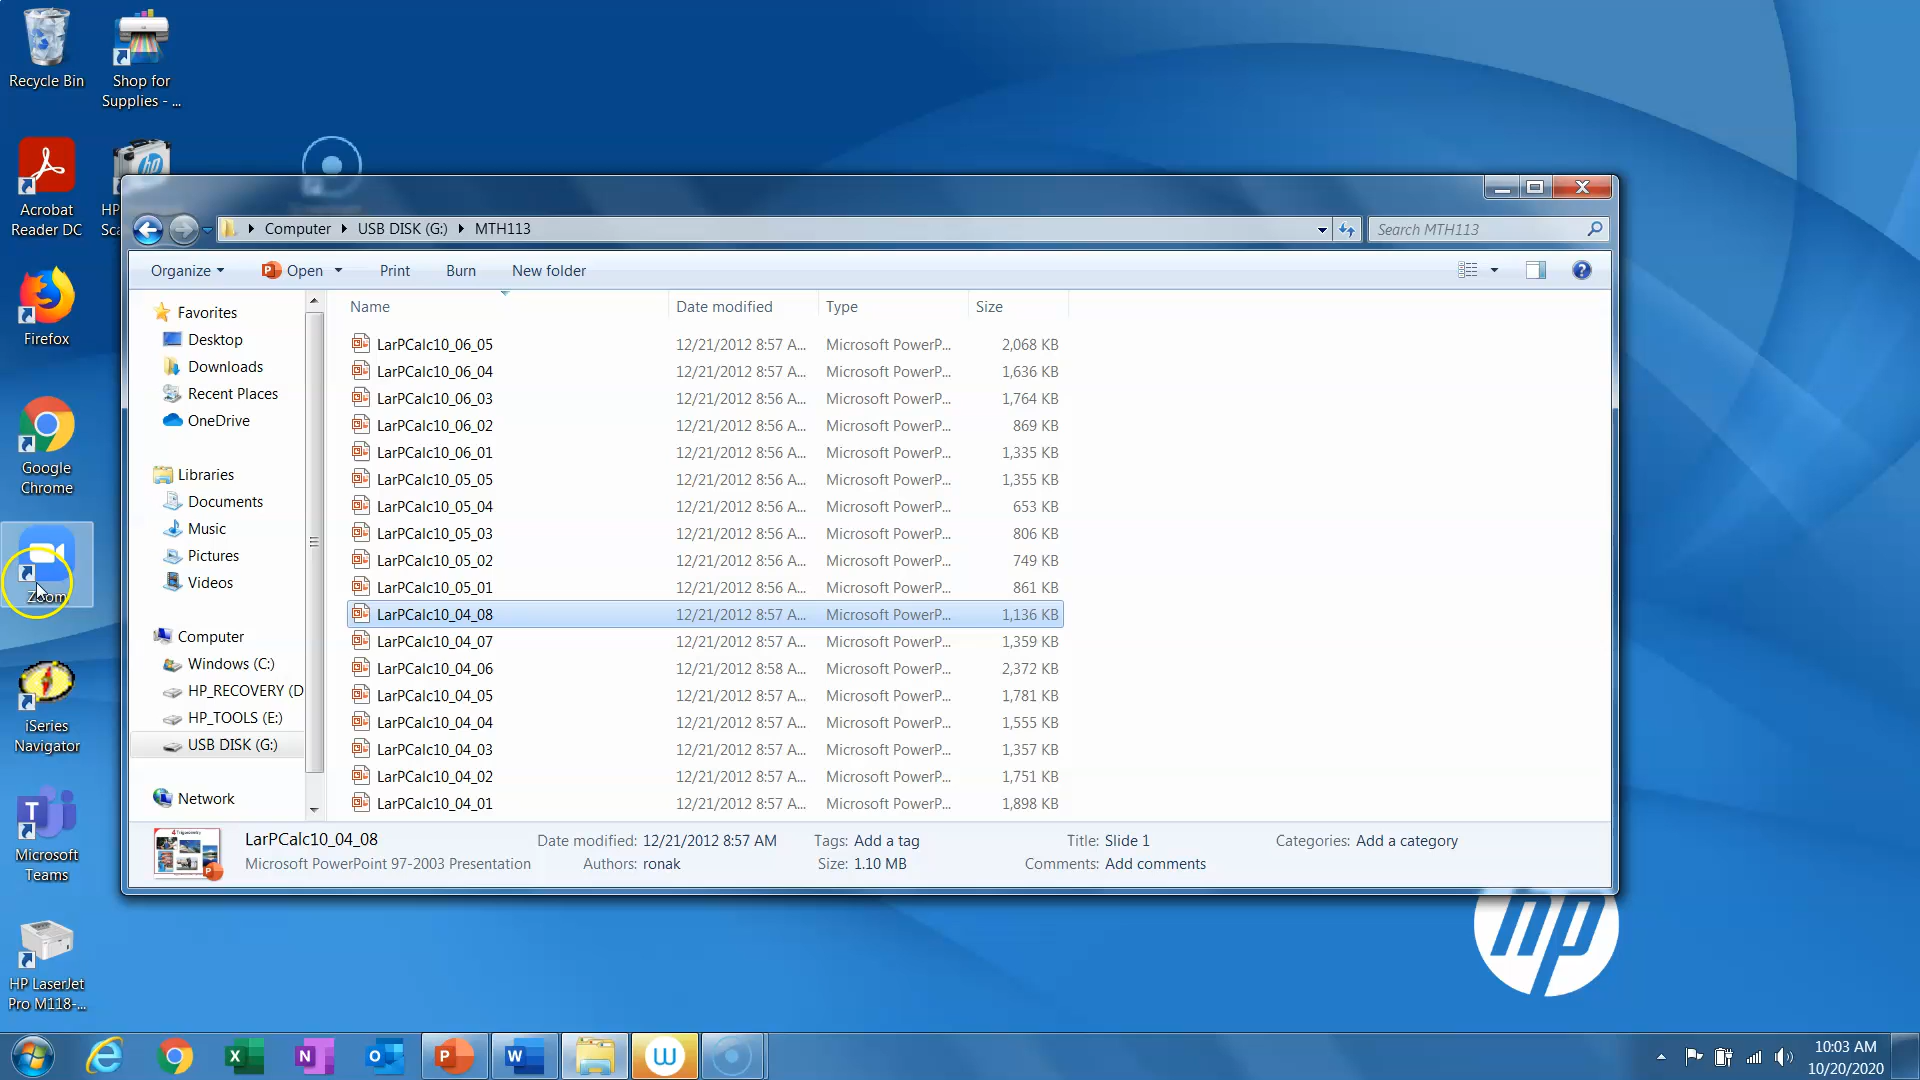 Recycle Bin
Shop for
Supplies - ...
Acrobat
Reader DC
HP
Sca
Firefox
Google
Chrome
Zoom
iSeries
Navigator
Microsoft
Teams
HP LaserJet
Pro M118-...
Computer
USB DISK (G:)
MTH113
Search MTH113
Organize
Open
Print
Burn
New folder
Favorites
Desktop
Downloads
Recent Places
OneDrive
Libraries
Documents
Music
Pictures
Videos
Computer
Windows (C:)
HP_RECOVERY (D
HP_TOOLS (E:)
USB DISK (G:)
Network
Name Date modified Type Size
LarPCalc10_06_05 12/21/2012 8:57 A... Microsoft PowerP... 2,068 KB
LarPCalc10_06_04 12/21/2012 8:57 A... Microsoft PowerP... 1,636 KB
LarPCalc10_06_03 12/21/2012 8:56 A... Microsoft PowerP... 1,764 KB
LarPCalc10_06_02 12/21/2012 8:56 A... Microsoft PowerP... 869 KB
LarPCalc10_06_01 12/21/2012 8:56 A... Microsoft PowerP... 1,335 KB
LarPCalc10_05_05 12/21/2012 8:56 A... Microsoft PowerP... 1,355 KB
LarPCalc10_05_04 12/21/2012 8:56 A... Microsoft PowerP... 653 KB
LarPCalc10_05_03 12/21/2012 8:56 A... Microsoft PowerP... 806 KB
LarPCalc10_05_02 12/21/2012 8:56 A... Microsoft PowerP... 749 KB
LarPCalc10_05_01 12/21/2012 8:56 A... Microsoft PowerP... 861 KB
LarPCalc10_04_08 12/21/2012 8:57 A... Microsoft PowerP... 1,136 KB
LarPCalc10_04_07 12/21/2012 8:57 A... Microsoft PowerP... 1,359 KB
LarPCalc10_04_06 12/21/2012 8:58 A... Microsoft PowerP... 2,372 KB
LarPCalc10_04_05 12/21/2012 8:57 A... Microsoft PowerP... 1,781 KB
LarPCalc10_04_04 12/21/2012 8:57 A... Microsoft PowerP... 1,555 KB
LarPCalc10_04_03 12/21/2012 8:57 A... Microsoft PowerP... 1,357 KB
LarPCalc10_04_02 12/21/2012 8:57 A... Microsoft PowerP... 1,751 KB
LarPCalc10_04_01 12/21/2012 8:57 A... Microsoft PowerP... 1,898 KB
LarPCalc10_04_08 Date modified: 12/21/2012 8:57 AM Tags: Add a tag Title: Slide 1 Categories: Add a category
Microsoft PowerPoint 97-2003 Presentation Authors: ronak Size: 1.10 MB Comments: Add comments
hp
10:03 AM
10/20/2020